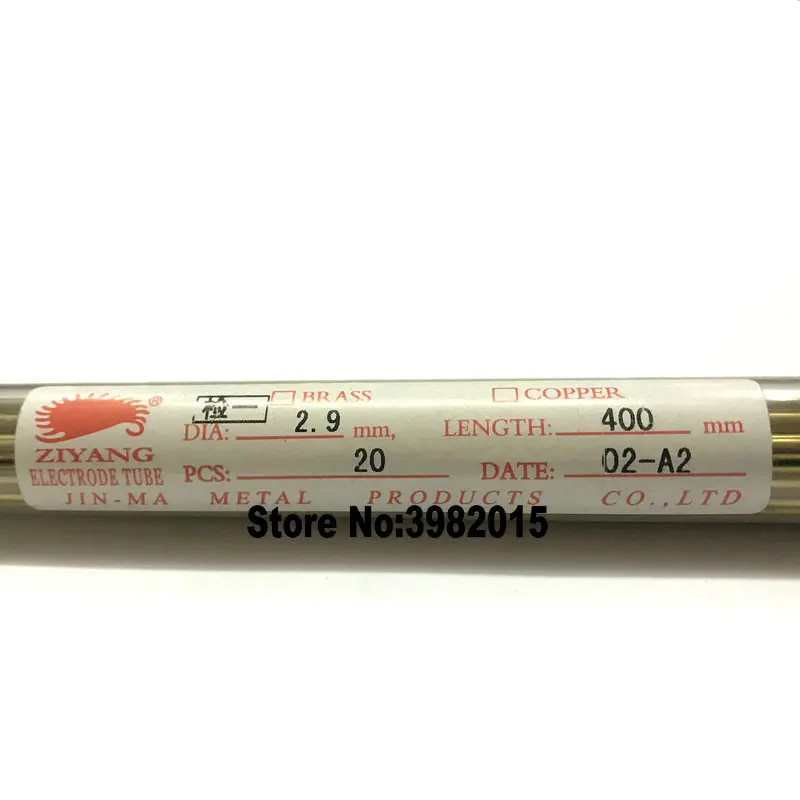 ® □ BRASS □ COPPER
DIA: 2.9 mm, LENGTH: 400 mm
ZIYANG
PCS: 20 DATE: 02-A2
ELECTRODE TUBE
JIN-MA METAL PRODUCTS CO.,LTD
Store No:3982015